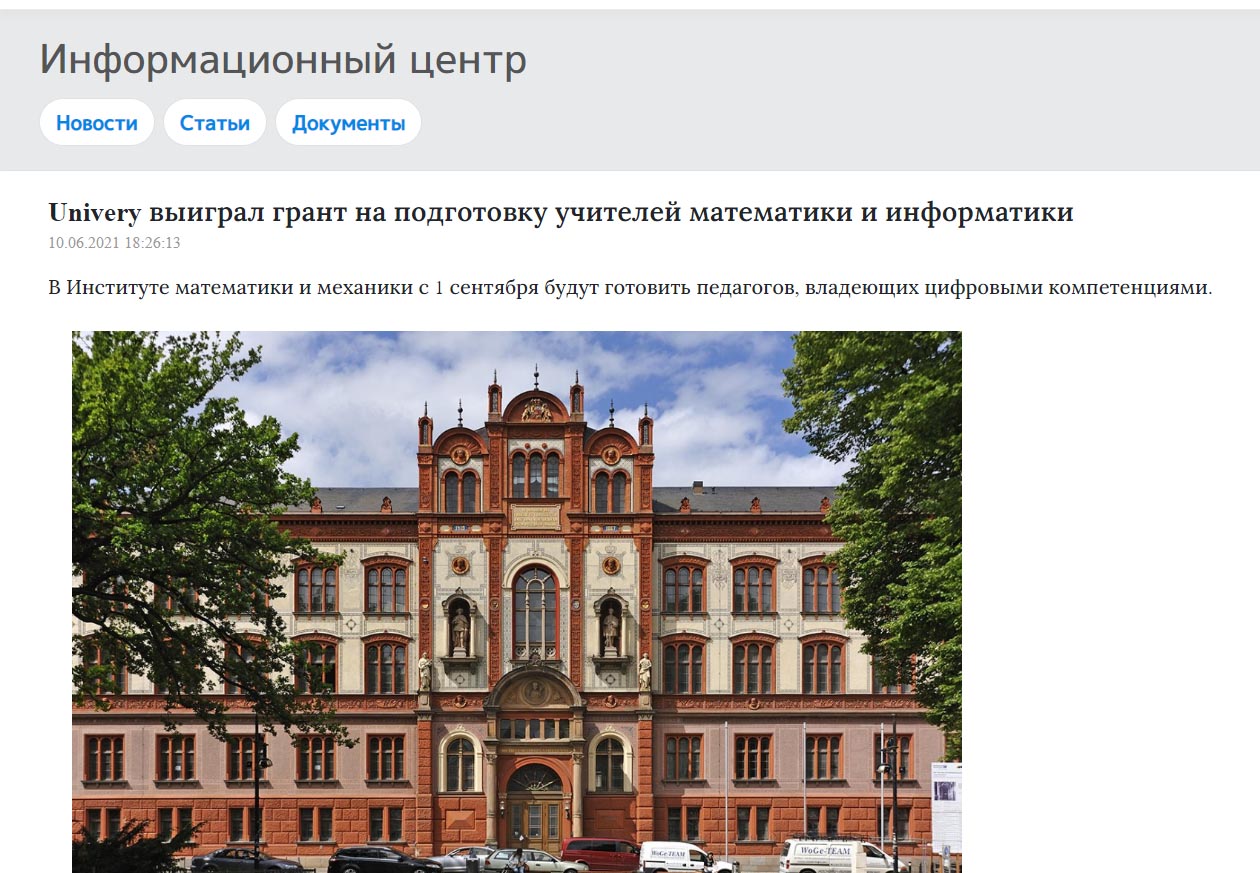 Информационный центр
Новости Статьи Документы
Univery выиграл грант на подготовку учителей математики и информатики
10.06.2021 18:26:13
В Институте математики и механики с 1 сентября будут готовить педагогов, владеющих цифровыми компетенциями.
WoGe-TEAM WoGe-TEAM